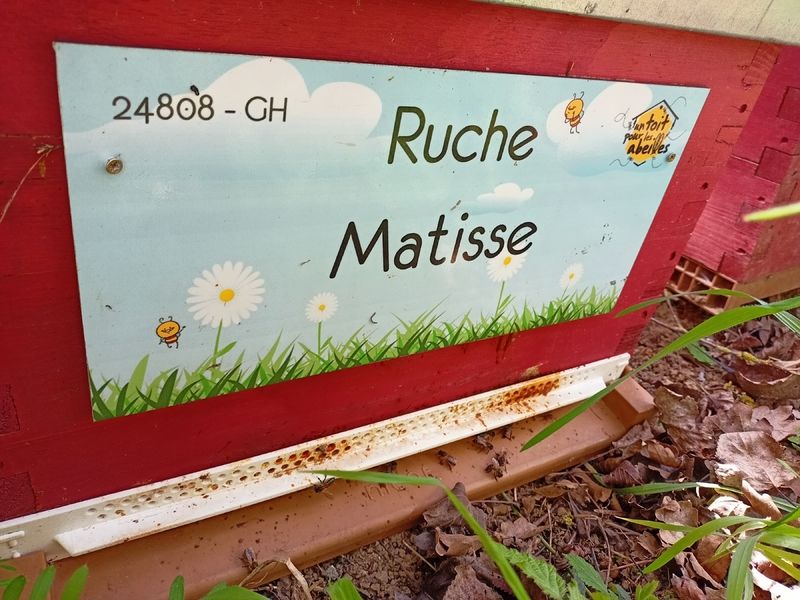 24808 - GH
Ruche
Matisse
un toit
pour les
abeilles